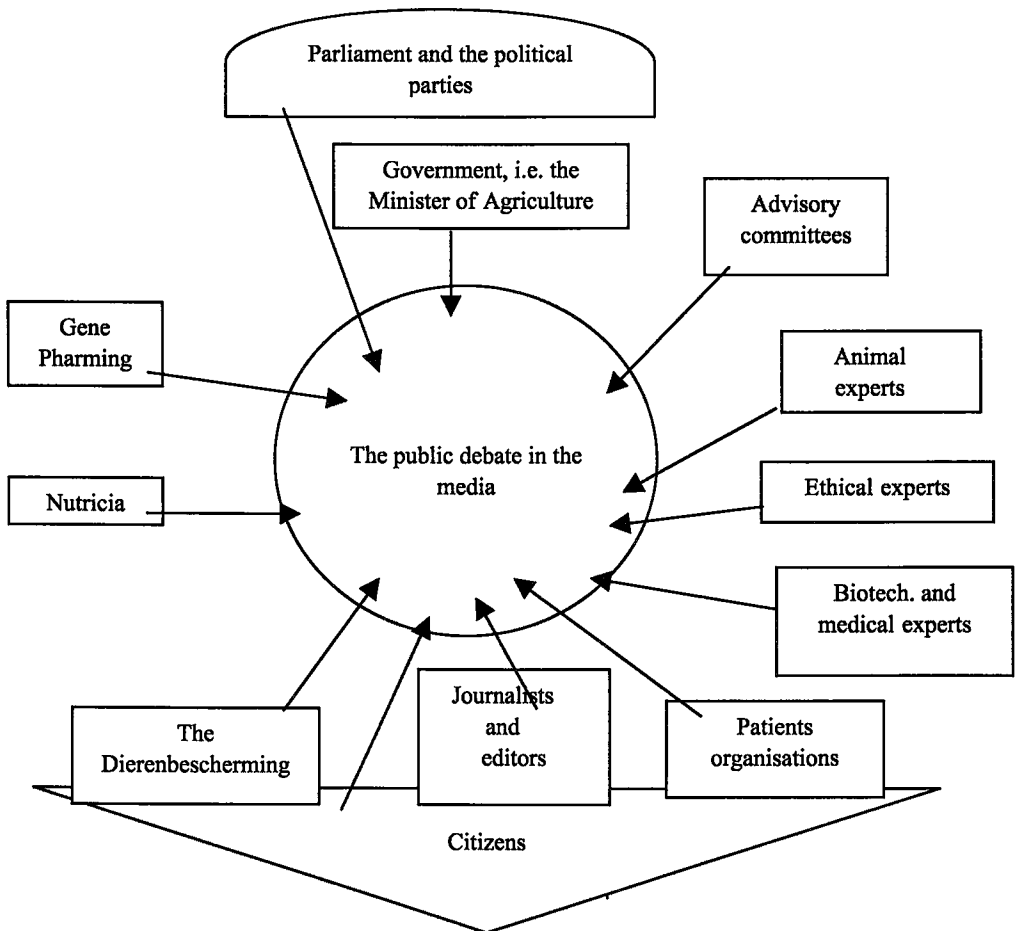 Parliament and the political
parties
Government, i.e. the
Minister of Agriculture
Advisory
committees
Gene
Pharming
Animal
experts
The public debate in the
media
Nutricia
Ethical experts
Biotech. and
medical experts
The
Dierenbescherming
Journalists
and
editors
Patients
organisations
Citizens